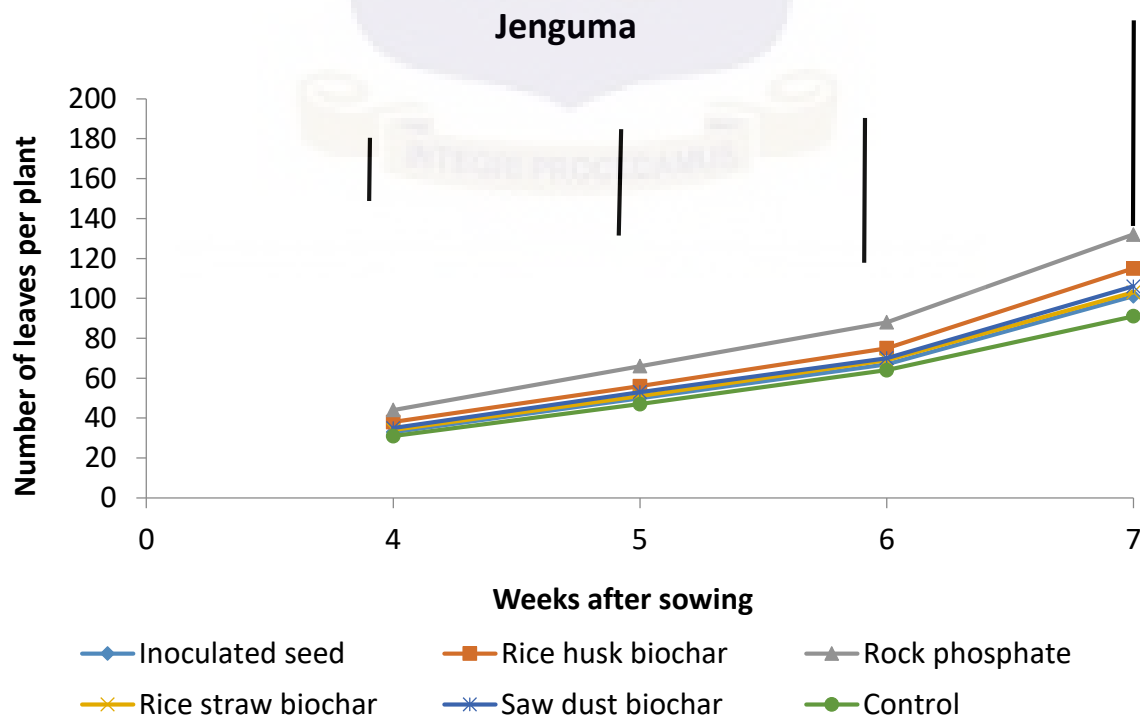 Jenguma
200
180
160
140
120
100
80
60
40
20
0
Number of leaves per plant
0 4 5 6 7
Weeks after sowing
Inoculated seed Rice husk biochar Rock phosphate
Rice straw biochar Saw dust biochar Control